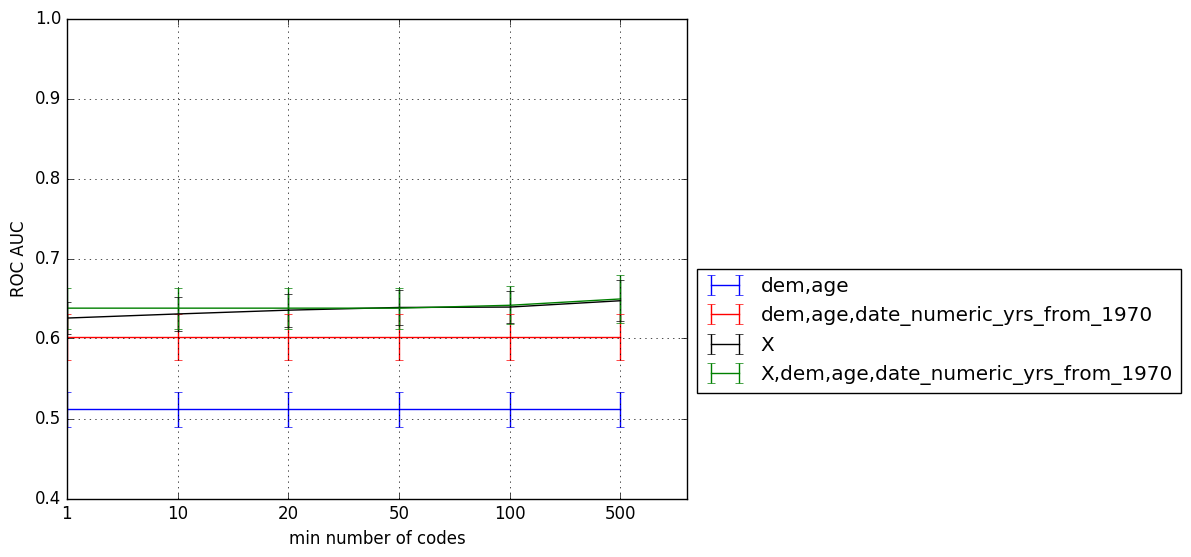 1.0
0.9
0.8
0.7
0.6
0.5
0.4
ROC AUC
1 10 20 50 100 500
min number of codes
dem,age
dem,age,date_numeric_yrs_from_1970
X
X,dem,age,date_numeric_yrs_from_1970